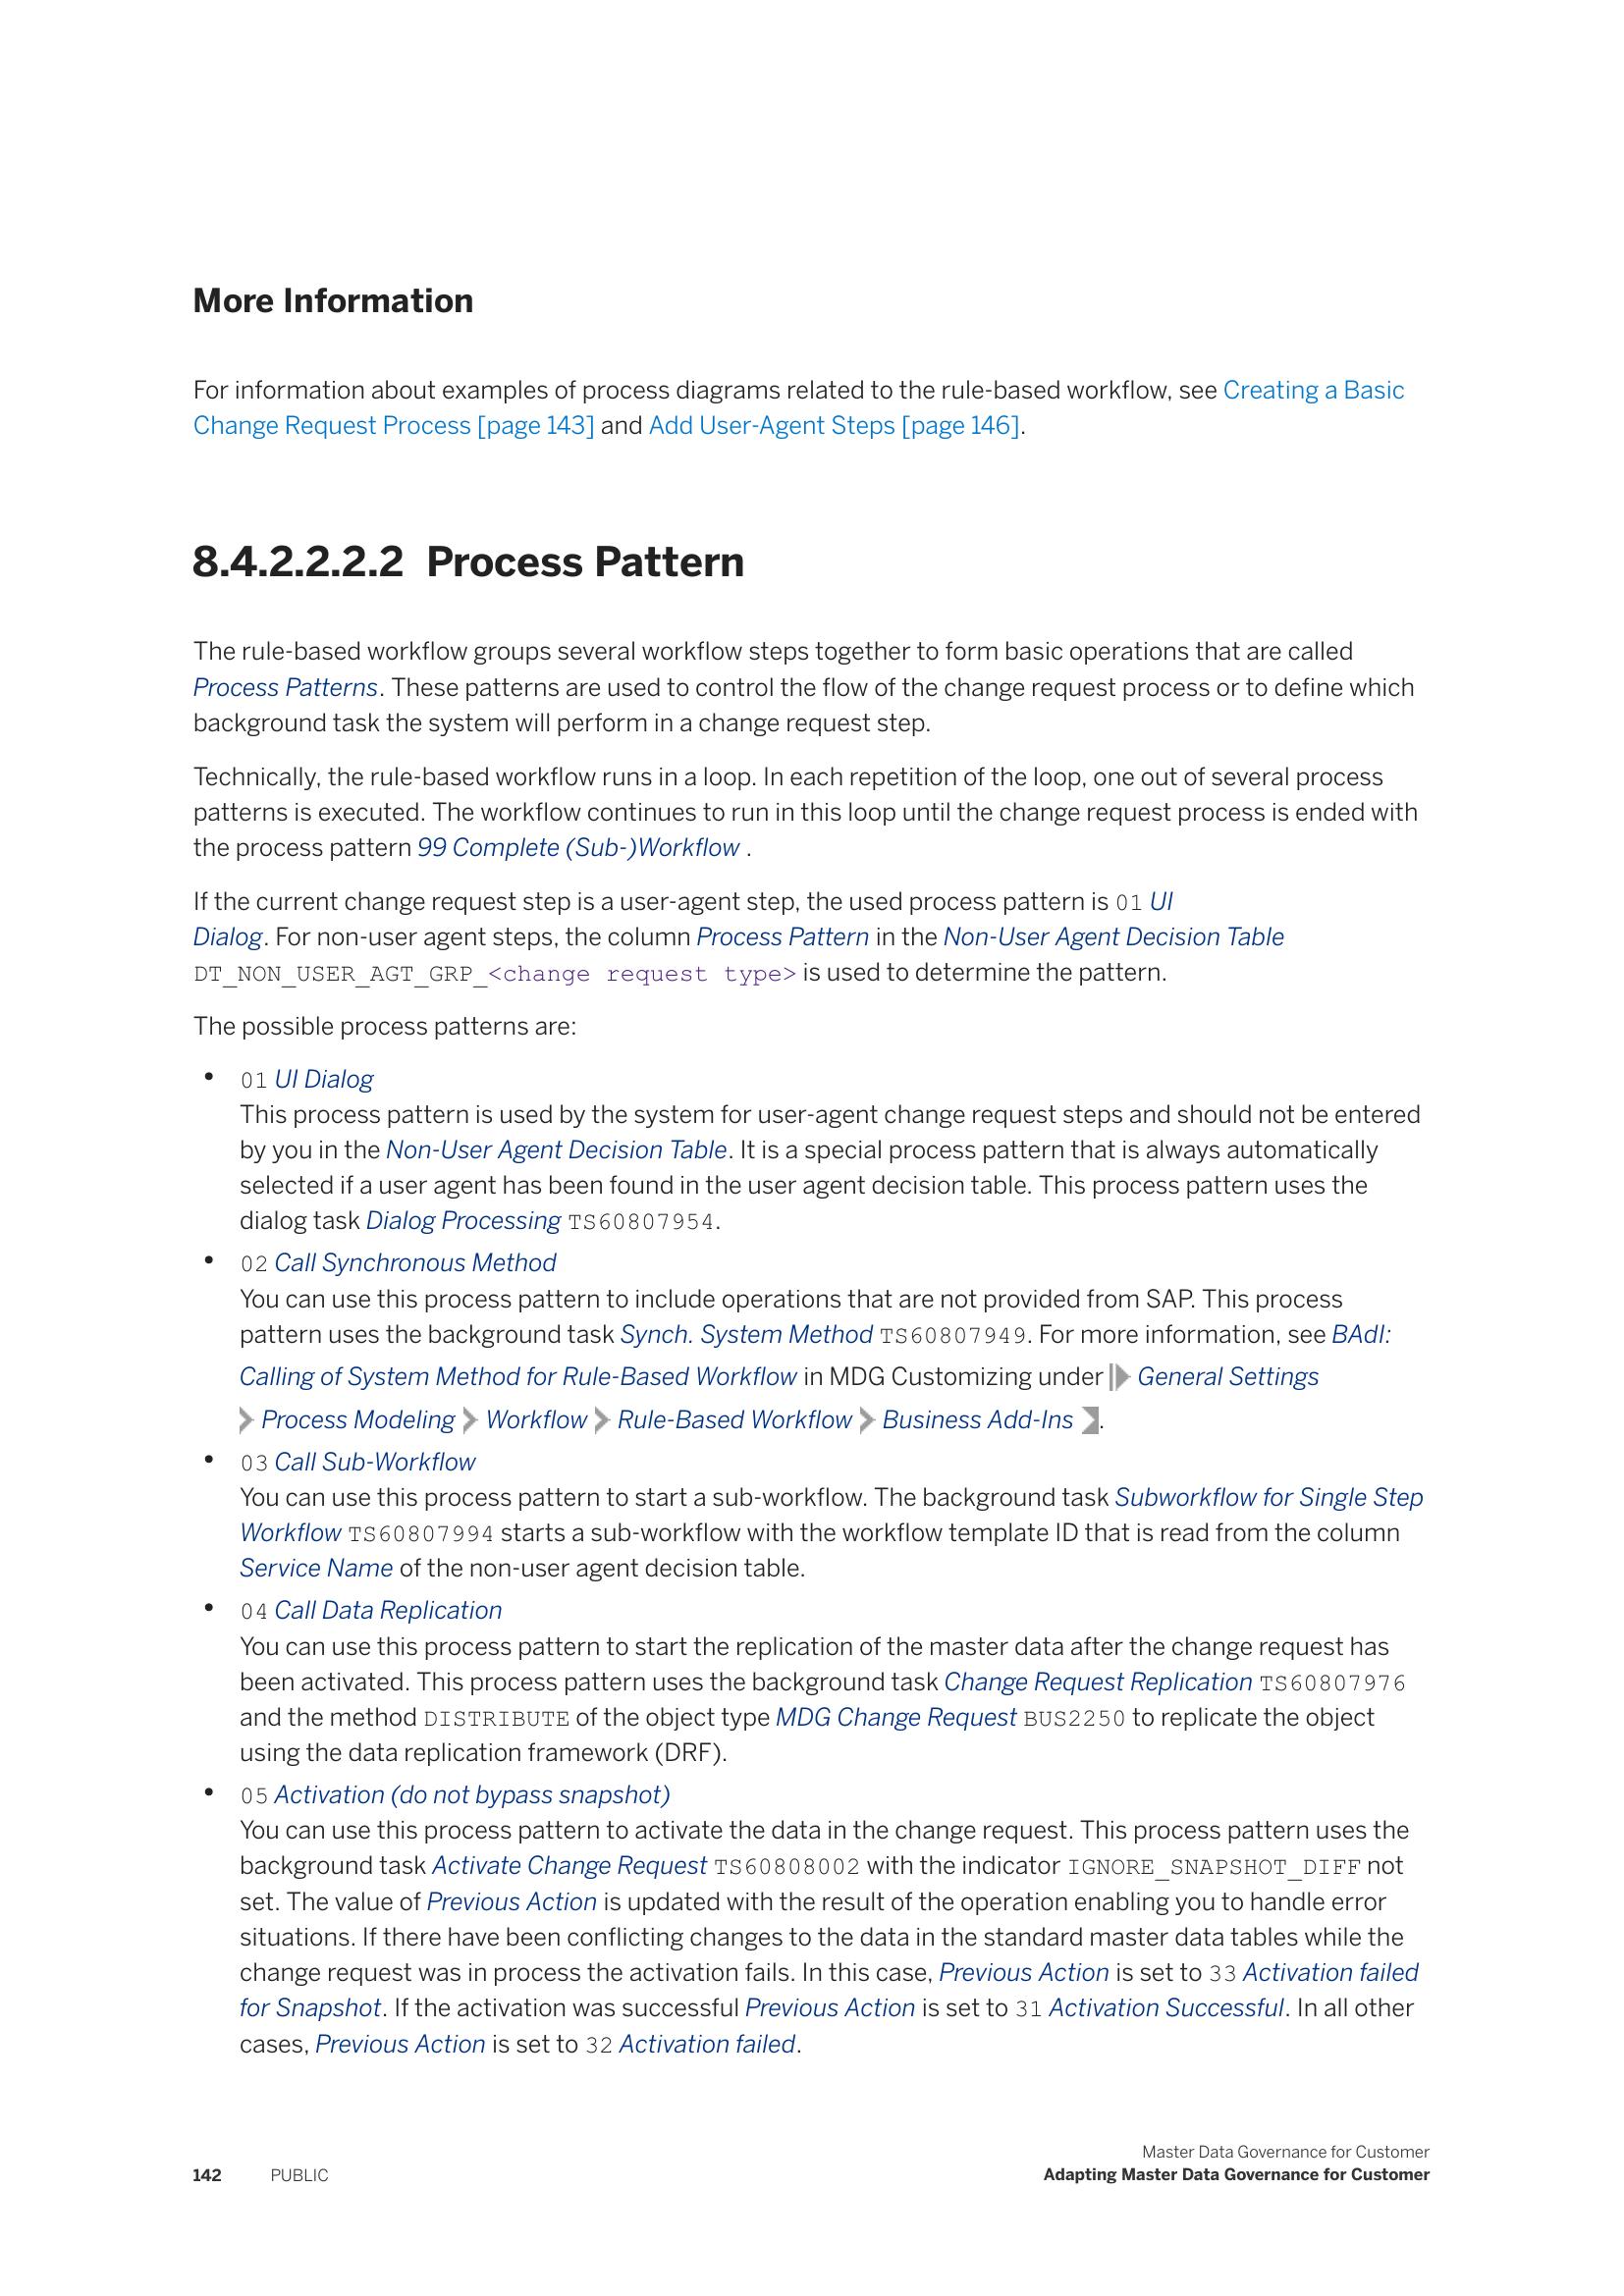 More Information
For information about examples of process diagrams related to the rule-based workflow, see Creating a Basic
Change Request Process [page 143] and Add User-Agent Steps [page 146].
8.4.2.2.2.2 Process Pattern
The rule-based workflow groups several workflow steps together to form basic operations that are called
Process Patterns. These patterns are used to control the flow of the change request process or to define which
background task the system will perform in a change request step.
Technically, the rule-based workflow runs in a loop. In each repetition of the loop, one out of several process
patterns is executed. The workflow continues to run in this loop until the change request process is ended with
the process pattern 99 Complete (Sub-)Workflow .
If the current change request step is a user-agent step, the used process pattern is 01 UI
Dialog. For non-user agent steps, the column Process Pattern in the Non-User Agent Decision Table
DT_NON_USER_AGT_GRP_<change request type> is used to determine the pattern.
The possible process patterns are:
• 01 UI Dialog
This process pattern is used by the system for user-agent change request steps and should not be entered
by you in the Non-User Agent Decision Table. It is a special process pattern that is always automatically
selected if a user agent has been found in the user agent decision table. This process pattern uses the
dialog task Dialog Processing TS60807954.
• 02 Call Synchronous Method
You can use this process pattern to include operations that are not provided from SAP. This process
pattern uses the background task Synch. System Method TS60807949. For more information, see BAdI:
Calling of System Method for Rule-Based Workflow in MDG Customizing under General Settings
Process Modeling Workflow Rule-Based Workflow Business Add-Ins .
• 03 Call Sub-Workflow
You can use this process pattern to start a sub-workflow. The background task Subworkflow for Single Step
Workflow TS60807994 starts a sub-workflow with the workflow template ID that is read from the column
Service Name of the non-user agent decision table.
• 04 Call Data Replication
You can use this process pattern to start the replication of the master data after the change request has
been activated. This process pattern uses the background task Change Request Replication TS60807976
and the method DISTRIBUTE of the object type MDG Change Request BUS2250 to replicate the object
using the data replication framework (DRF).
• 05 Activation (do not bypass snapshot)
You can use this process pattern to activate the data in the change request. This process pattern uses the
background task Activate Change Request TS60808002 with the indicator IGNORE_SNAPSHOT_DIFF not
set. The value of Previous Action is updated with the result of the operation enabling you to handle error
situations. If there have been conflicting changes to the data in the standard master data tables while the
change request was in process the activation fails. In this case, Previous Action is set to 33 Activation failed
for Snapshot. If the activation was successful Previous Action is set to 31 Activation Successful. In all other
cases, Previous Action is set to 32 Activation failed.
Master Data Governance for Customer
142 PUBLIC Adapting Master Data Governance for Customer